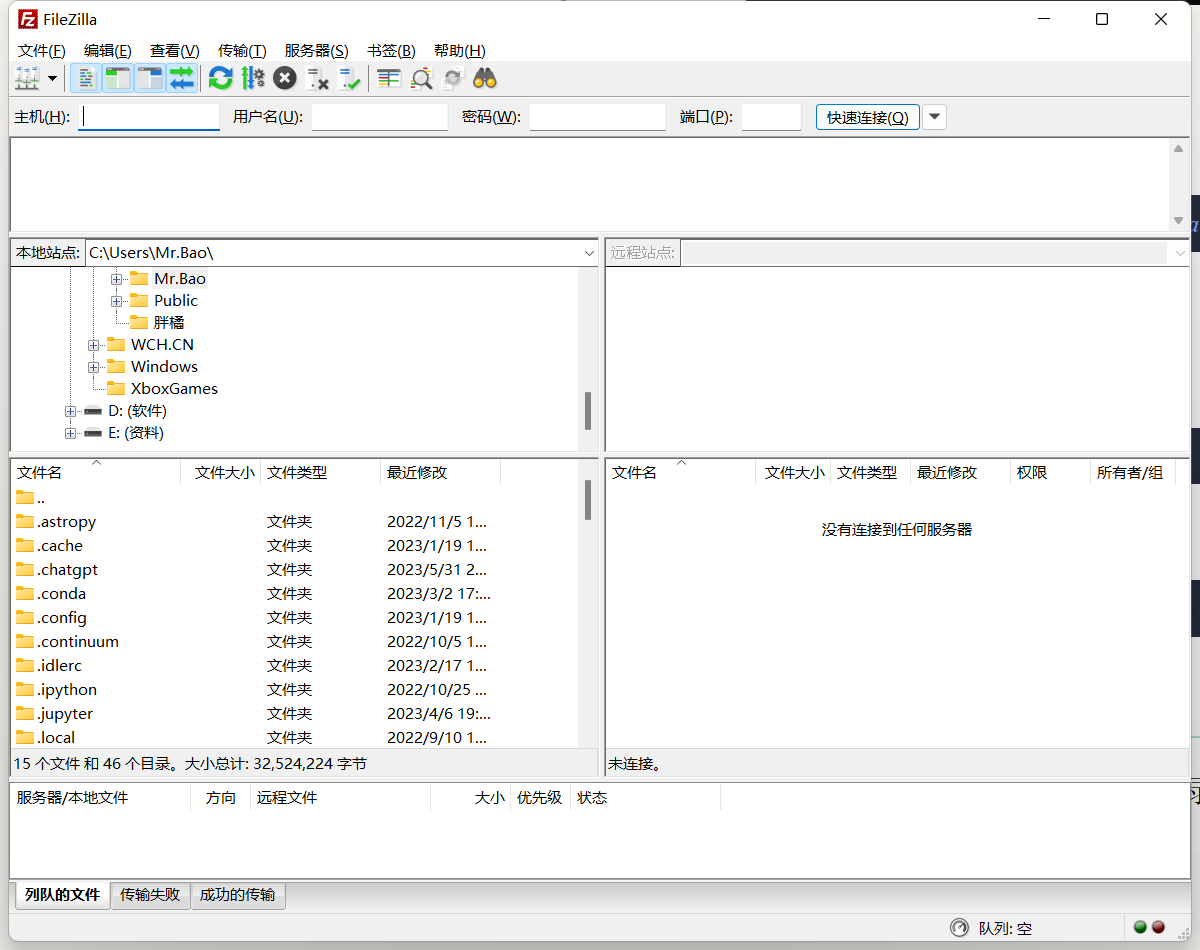 FileZilla
文件(F) 编辑(E) 查看(V) 传输(T) 服务器(S) 书签(B) 帮助(H)
主机(H): 用户名(U): 密码(W): 端口(P): 快速连接(Q)
本地站点: C:\Users\Mr.Bao\
远程站点:
Mr.Bao
Public
胖橘
WCH.CN
Windows
XboxGames
D: (软件)
E: (资料)
文件名 文件大小 文件类型 最近修改
..
.astropy 文件夹 2022/11/5 1...
.cache 文件夹 2023/1/19 1...
.chatgpt 文件夹 2023/5/31 2...
.conda 文件夹 2023/3/2 17:...
.config 文件夹 2023/1/19 1...
.continuum 文件夹 2022/10/5 1...
.idlerc 文件夹 2023/2/17 1...
.ipython 文件夹 2022/10/25 ...
.jupyter 文件夹 2023/4/6 19:...
.local 文件夹 2022/9/10 1...
15 个文件 和 46 个目录。大小总计: 32,524,224 字节
文件名 文件大小 文件类型 最近修改 权限 所有者/组
没有连接到任何服务器
未连接。
服务器/本地文件 方向 远程文件 大小 优先级 状态
列队的文件 传输失败 成功的传输
队列: 空